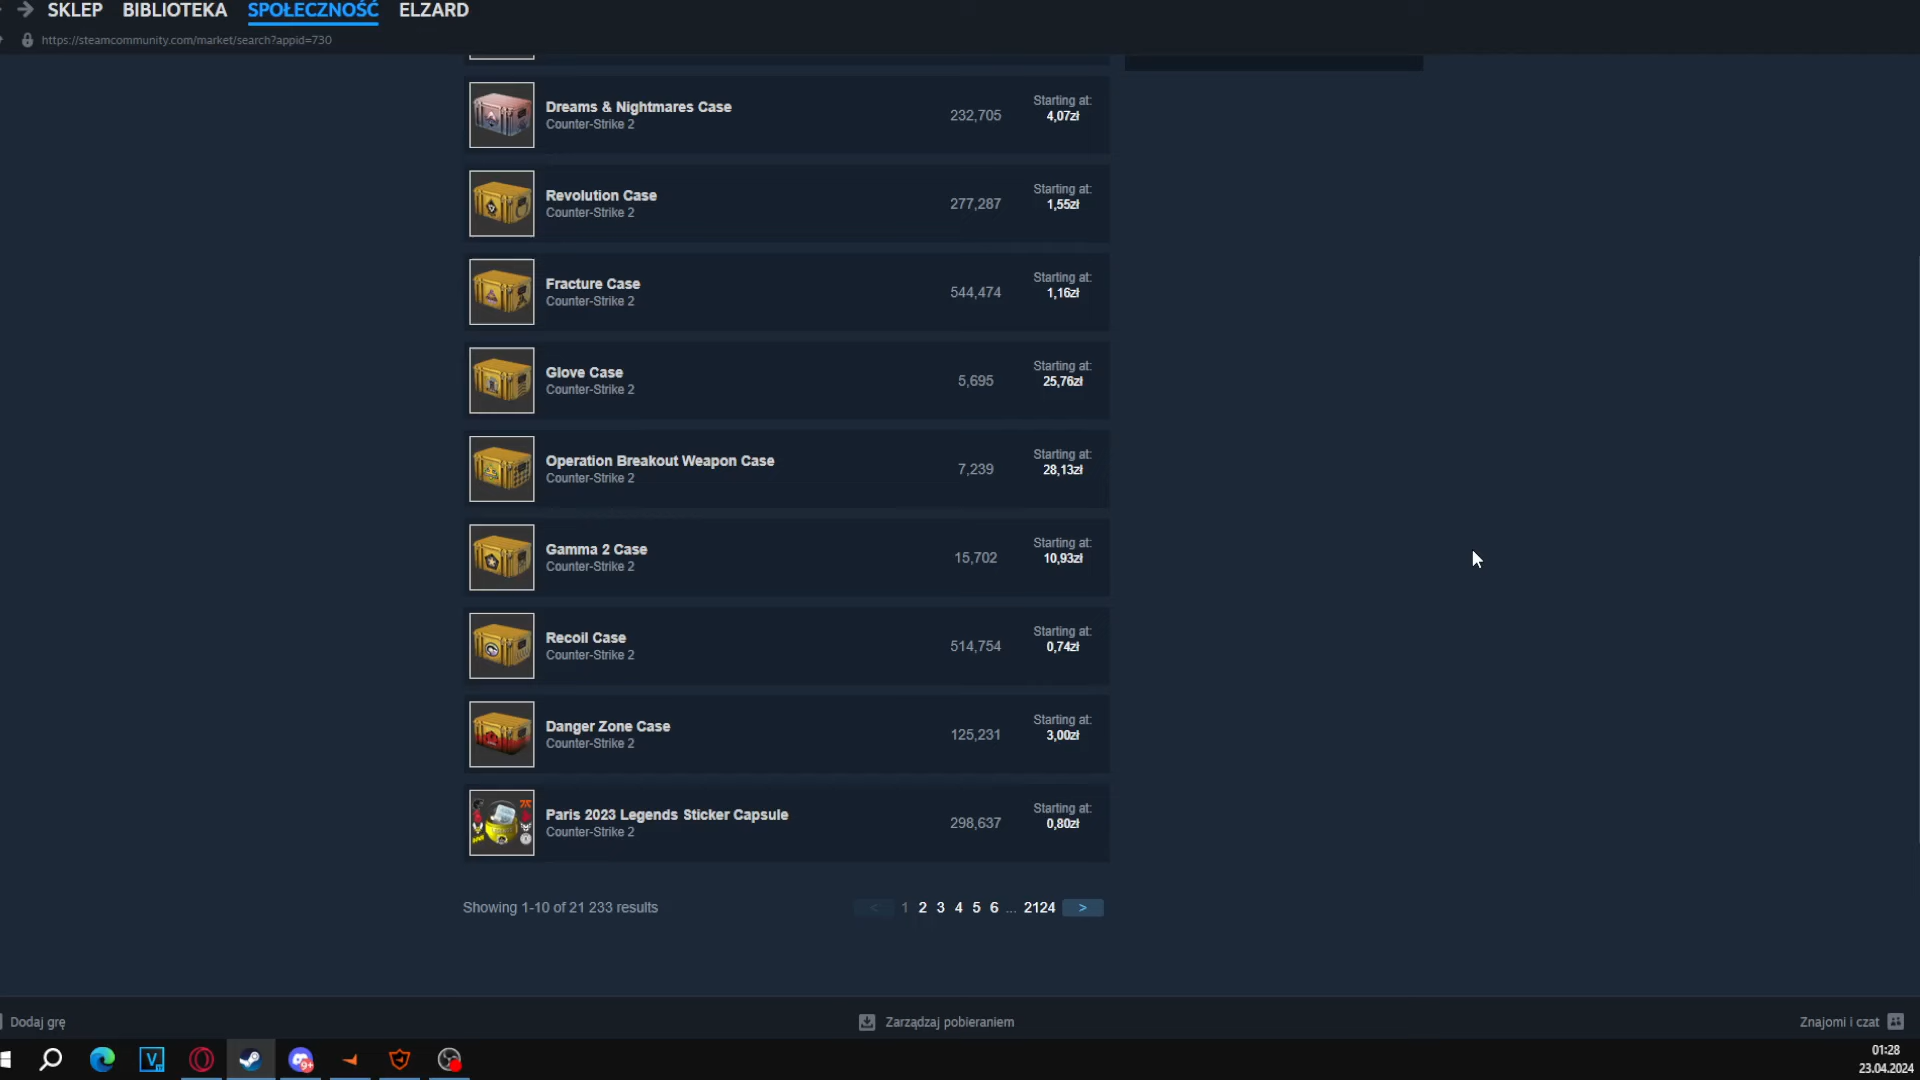 SKLEP BIBLIOTEKA SPOŁECZNOŚĆ ELZARD
https://steamcommunity.com/market/search?appid=730
Dreams & Nightmares Case
Counter-Strike 2
232,705
Starting at:
4,07zł
Revolution Case
Counter-Strike 2
277,287
Starting at:
1,55zł
Fracture Case
Counter-Strike 2
544,474
Starting at:
1,16zł
Glove Case
Counter-Strike 2
5,695
Starting at:
25,76zł
Operation Breakout Weapon Case
Counter-Strike 2
7,239
Starting at:
28,13zł
Gamma 2 Case
Counter-Strike 2
15,702
Starting at:
10,93zł
Recoil Case
Counter-Strike 2
514,754
Starting at:
0,74zł
Danger Zone Case
Counter-Strike 2
125,231
Starting at:
3,00zł
Paris 2023 Legends Sticker Capsule
Counter-Strike 2
298,637
Starting at:
0,80zł
Showing 1-10 of 21 233 results
< 1 2 3 4 5 6 ... 2124 >
Dodaj grę
Zarządzaj pobieraniem
Znajomi i czat
V
9+
01:28
23.04.2024